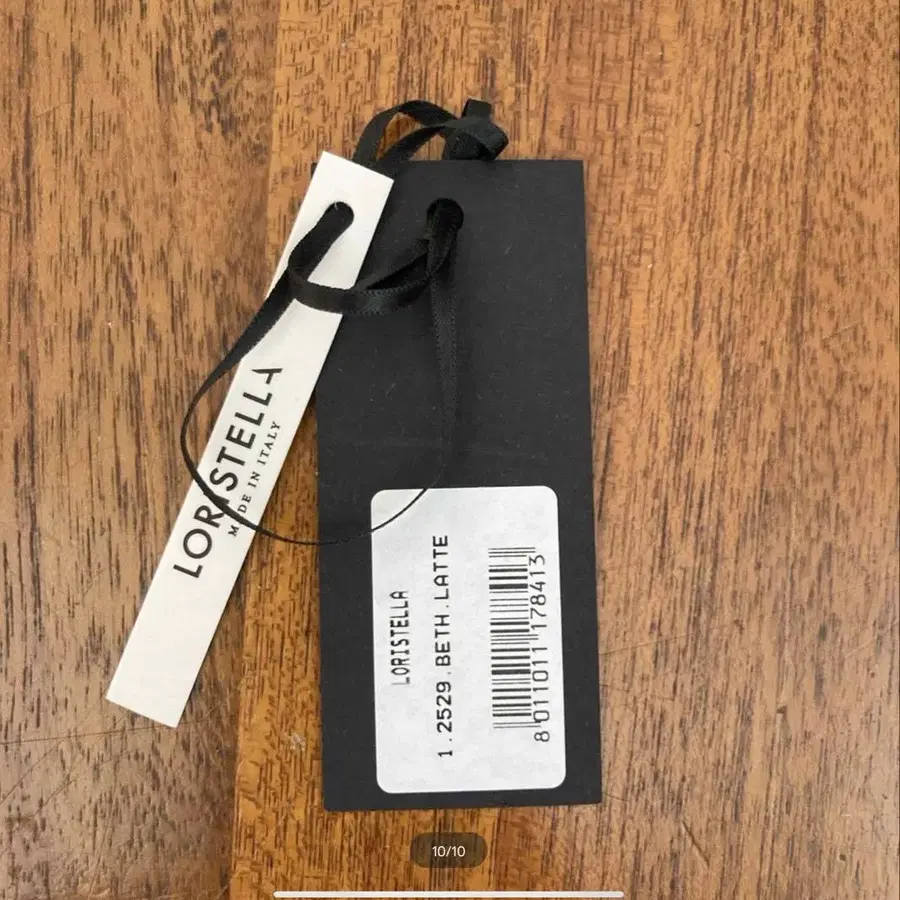 LORISTELLA
MADE IN ITALY
LORISTELLA
1.2529.BETH.LATTE
8 011011 178413
10/10